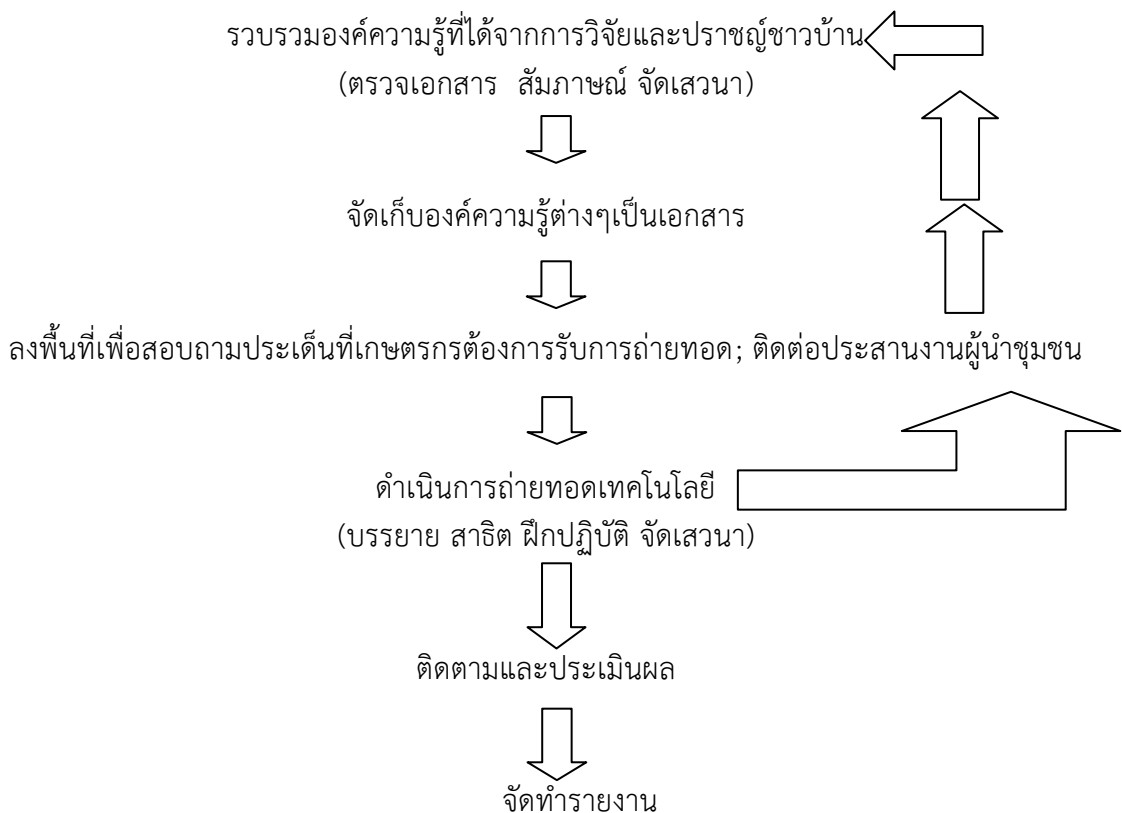 รวบรวมองค์ความรู้ที่ได้จากการวิจัยและปราชญ์ชาวบ้าน
(ตรวจเอกสาร สัมภาษณ์ จัดเสวนา)
จัดเก็บองค์ความรู้ต่างๆเป็นเอกสาร
ลงพื้นที่เพื่อสอบถามประเด็นที่เกษตรกรต้องการรับการถ่ายทอด; ติดต่อประสานงานผู้นำชุมชน
ดำเนินการถ่ายทอดเทคโนโลยี
(บรรยาย สาธิต ฝึกปฏิบัติ จัดเสวนา)
ติดตามและประเมินผล
จัดทำรายงาน